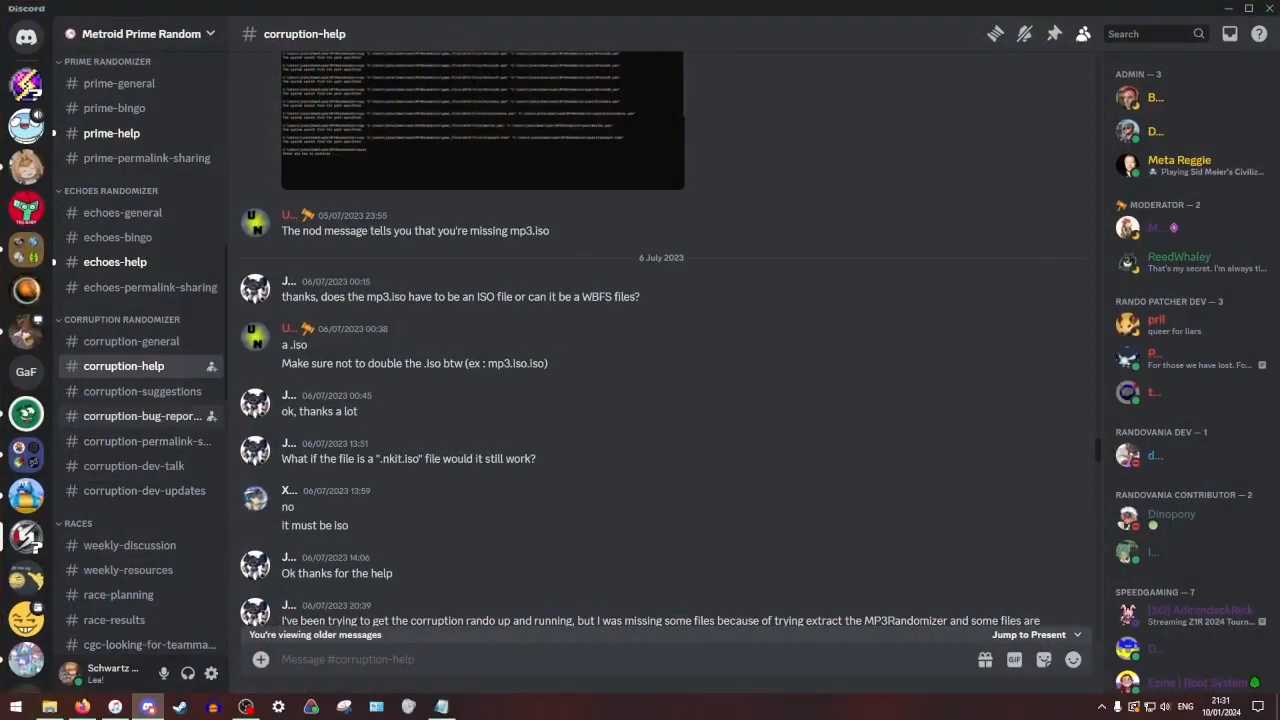 Discord
Metroid Prime Random
# corruption-help
Search
PRIME RANDOMIZER
# prime-general
# prime-bingo
# prime-help
# prime-permalink-sharing
ECHOES RANDOMIZER
# echoes-general
# echoes-bingo
# echoes-help
# echoes-permalink-sharing
CORRUPTION RANDOMIZER
# corruption-general
# corruption-help
# corruption-suggestions
# corruption-bug-repor...
# corruption-permalink-s...
# corruption-dev-talk
# corruption-dev-updates
RACES
# weekly-discussion
# weekly-resources
# race-planning
# race-results
# cgc-looking-for-teamma...
GaF
Schwartz ...
Lea!
U... 05/07/2023 23:55
The nod message tells you that you're missing mp3.iso
6 July 2023
J... 06/07/2023 00:15
thanks, does the mp3.iso have to be an ISO file or can it be a WBFS files?
U... 06/07/2023 00:38
a .iso
Make sure not to double the .iso btw (ex : mp3.iso.iso)
J... 06/07/2023 00:45
ok, thanks a lot
J... 06/07/2023 13:51
What if the file is a ".nkit.iso" file would it still work?
X... 06/07/2023 13:59
no
it must be iso
J... 06/07/2023 14:06
Ok thanks for the help
J... 06/07/2023 20:39
I've been trying to get the corruption rando up and running, but I was missing some files because of trying extract the MP3Randomizer and some files are
You're viewing older messages
Jump to Present
Message #corruption-help
GIF
ADMIN — 3
B...
Meta Reggie
Playing Sid Meier's Civiliz...
MODERATOR — 2
M...
ReedWhaley
That's my secret. I'm always ti...
RANDO PATCHER DEV — 3
pril
queer for liars
P...
For those we have lost. Fo...
t...
RANDOVANIA DEV — 1
d...
RANDOVANIA CONTRIBUTOR — 2
Dinopony
I...
SPEEDGAMING — 7
[SG] AdirondackRick
Streaming Z1R 2024 Tourn...
D...
Esme | Root System
ENG
21:31
10/01/2024